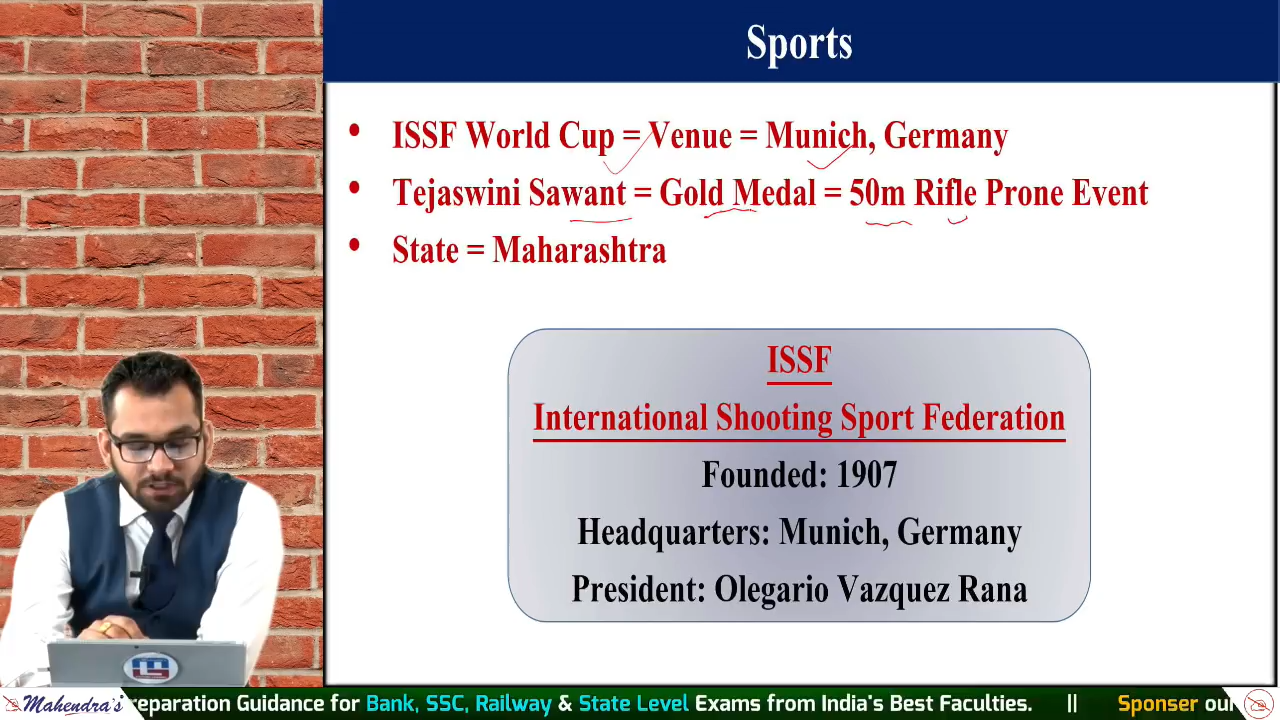 Sports
• ISSF World Cup = Venue = Munich, Germany
• Tejaswini Sawant = Gold Medal = 50m Rifle Prone Event
• State = Maharashtra
ISSF
International Shooting Sport Federation
Founded: 1907
Headquarters: Munich, Germany
President: Olegario Vazquez Rana
Mahendra's
reparation Guidance for Bank, SSC, Railway & State Level Exams from India's Best Faculties. || Sponser our